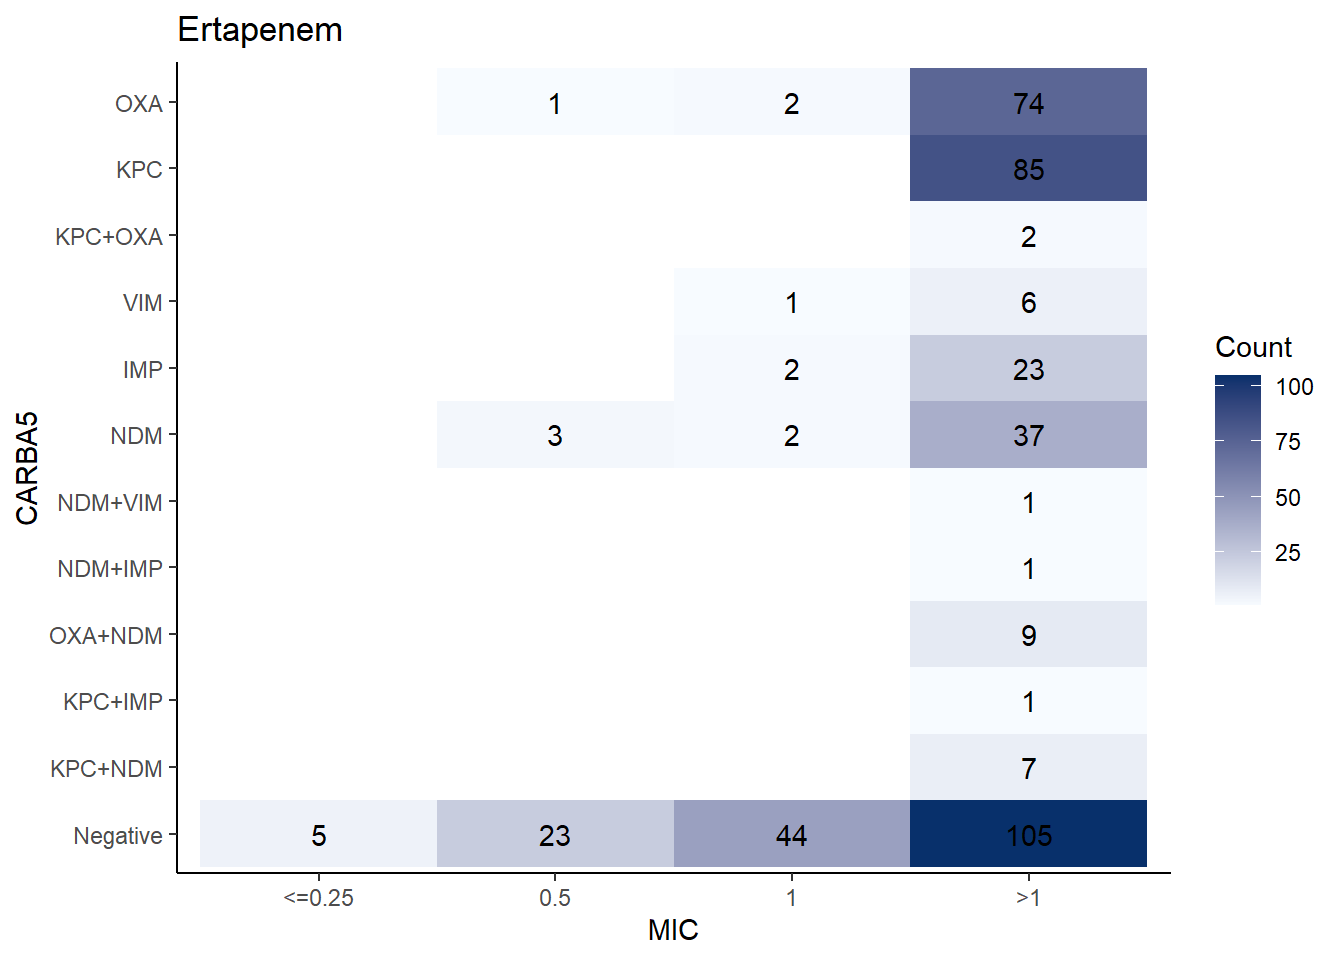 Ertapenem
OXA 1 2 74
KPC 85
KPC+OXA 2
VIM 1 6
IMP 2 23
NDM 3 2 37
NDM+VIM 1
NDM+IMP 1
OXA+NDM 9
KPC+IMP 1
KPC+NDM 7
Negative 5 23 44 105
<=0.25 0.5 1 >1
MIC
CARBA5
Count
100
75
50
25